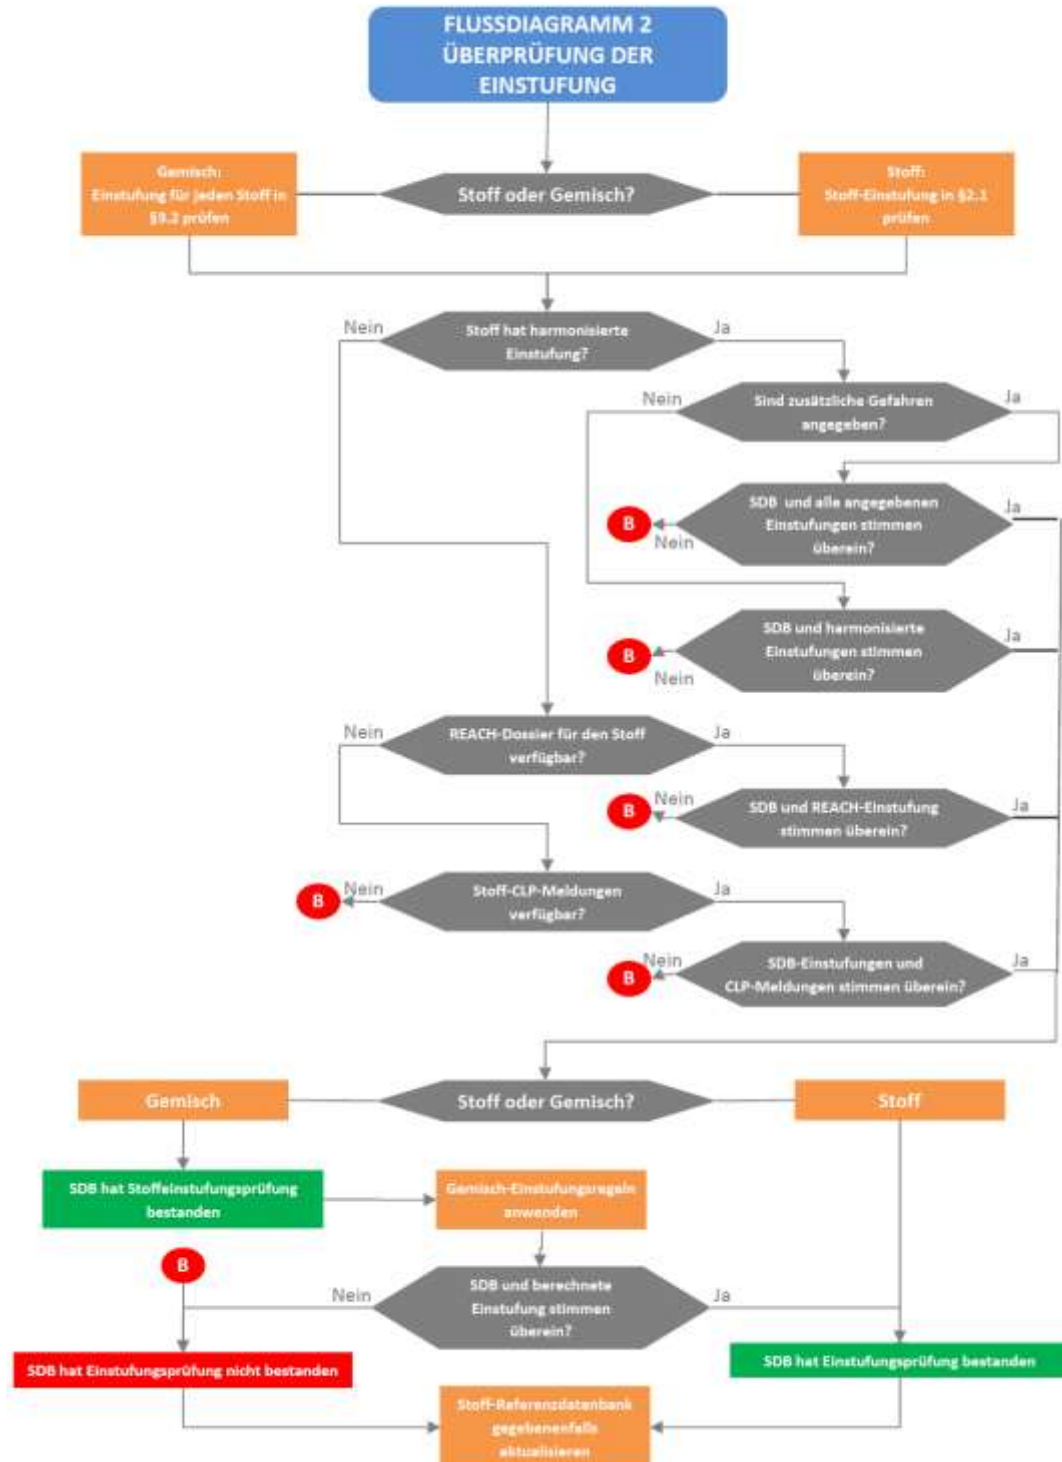 FLUSSDIAGRAMM 2
ÜBERPRÜFUNG DER
EINSTUFUNG
Gemisch:
Einstufung für jeden Stoff in
§9.2 prüfen
Stoff oder Gemisch?
Stoff:
Stoff-Einstufung in §2.1
prüfen
Nein
Stoff hat harmonisierte
Einstufung?
Ja
Nein
Sind zusätzliche Gefahren
angegeben?
Ja
B
Nein
SDB und alle angegebenen
Einstufungen stimmen
überein?
Ja
B
Nein
SDB und harmonisierte
Einstufungen stimmen
überein?
Ja
Nein
REACH-Dossier für den Stoff
verfügbar?
Ja
B
Nein
SDB und REACH-Einstufung
stimmen überein?
Ja
B
Nein
Stoff-CLP-Meldungen
verfügbar?
Ja
B
Nein
SDB-Einstufungen und
CLP-Meldungen stimmen überein?
Ja
Gemisch
Stoff oder Gemisch?
Stoff
SDB hat Stoffeinstufungsprüfung
bestanden
Gemisch-Einstufungsregeln
anwenden
B
Nein
SDB und berechnete
Einstufung stimmen
überein?
Ja
SDB hat Einstufungsprüfung nicht bestanden
SDB hat Einstufungsprüfung bestanden
Stoff-Referenzdatenbank
gegebenenfalls
aktualisieren